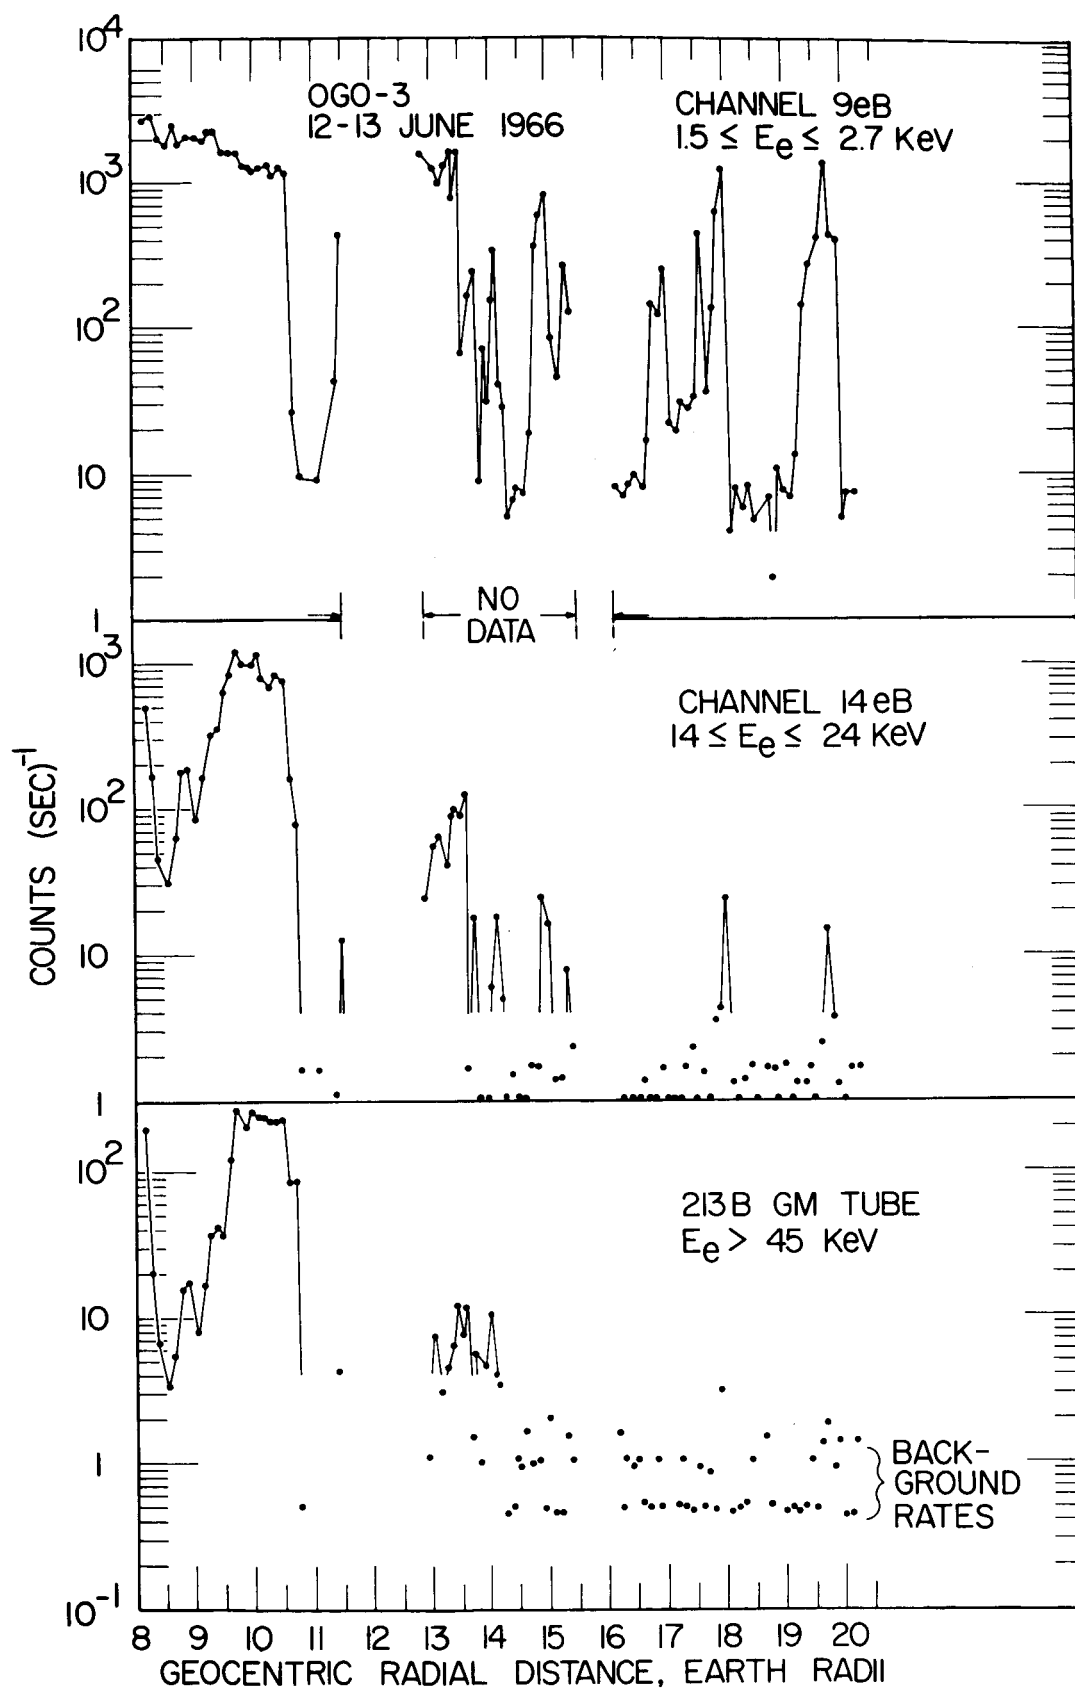 10^4
OGO-3
12-13 JUNE 1966
CHANNEL 9eB
1.5 ≤ E_e ≤ 2.7 KeV
10^3
10^2
10
1
NO
DATA
10^3
CHANNEL 14eB
14 ≤ E_e ≤ 24 KeV
10^2
10
1
COUNTS (SEC)^-1
10^2
213B GM TUBE
E_e > 45 KeV
10
1
BACK-
GROUND
RATES
10^-1
8 9 10 11 12 13 14 15 16 17 18 19 20
GEOCENTRIC RADIAL DISTANCE, EARTH RADII